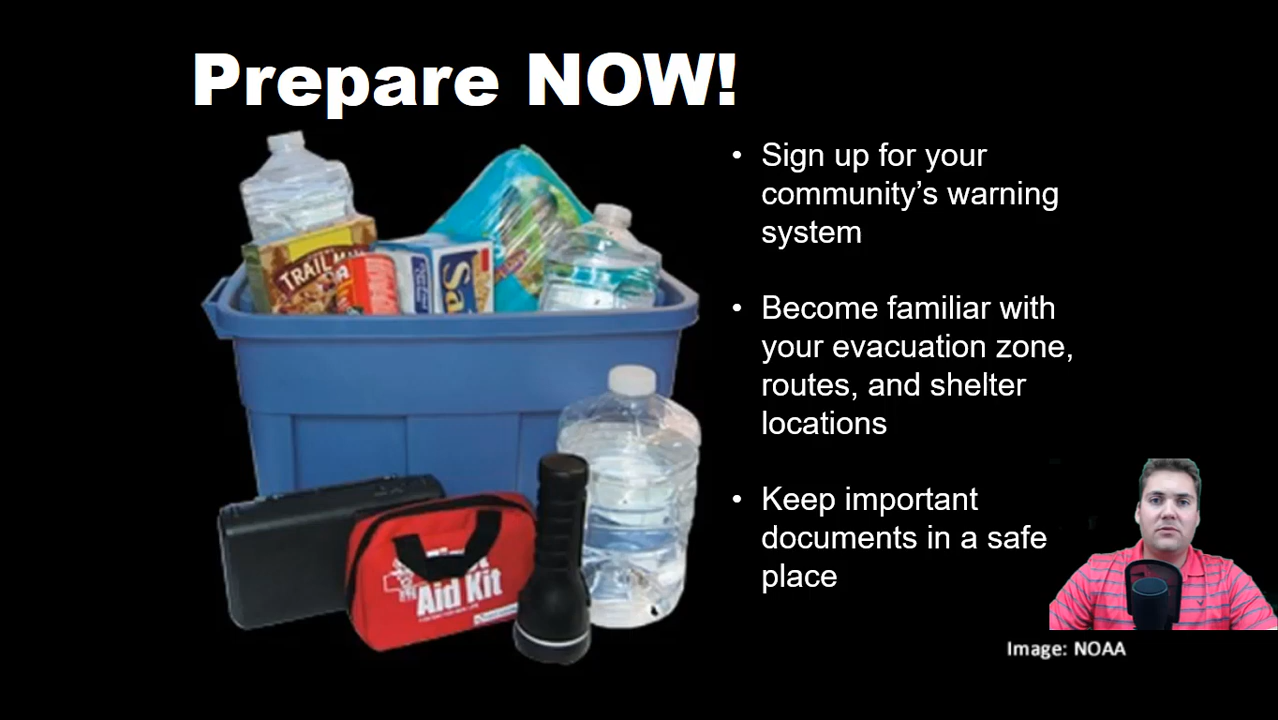 Prepare NOW!
• Sign up for your
community's warning
system
• Become familiar with
your evacuation zone,
routes, and shelter
locations
• Keep important
documents in a safe
place
TRAIL
Sa
Aid Kit
Image: NOAA